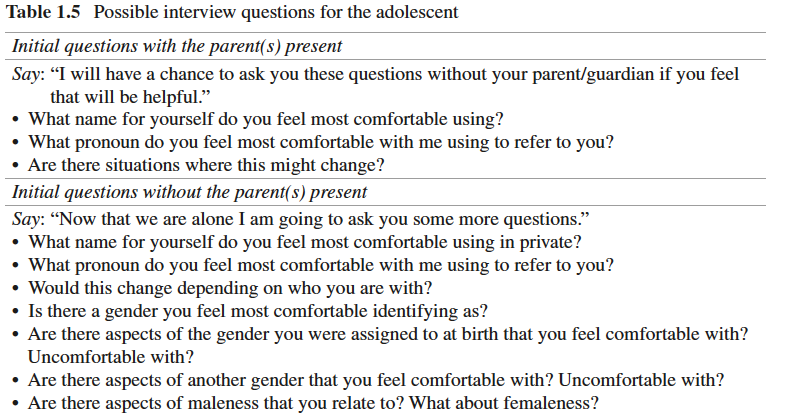 Table 1.5 Possible interview questions for the adolescent
Initial questions with the parent(s) present
Say: “I will have a chance to ask you these questions without your parent/guardian if you feel
that will be helpful.”
• What name for yourself do you feel most comfortable using?
• What pronoun do you feel most comfortable with me using to refer to you?
• Are there situations where this might change?
Initial questions without the parent(s) present
Say: “Now that we are alone I am going to ask you some more questions.”
• What name for yourself do you feel most comfortable using in private?
• What pronoun do you feel most comfortable with me using to refer to you?
• Would this change depending on who you are with?
• Is there a gender you feel most comfortable identifying as?
• Are there aspects of the gender you were assigned to at birth that you feel comfortable with?
Uncomfortable with?
• Are there aspects of another gender that you feel comfortable with? Uncomfortable with?
• Are there aspects of maleness that you relate to? What about femaleness?